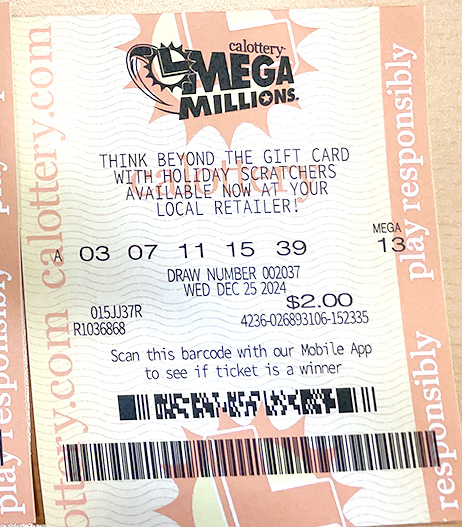 calottery
MEGA
MILLIONS.
THINK BEYOND THE GIFT CARD
WITH HOLIDAY SCRATCHERS
AVAILABLE NOW AT YOUR
LOCAL RETAILER!
calottery
MEGA
A 03 07 11 15 39 13
DRAW NUMBER 002037
WED DEC 25 2024
$2.00
015JJ37R
R1036868
4236-026893106-152335
Scan this barcode with our Mobile App
to see if ticket is a winner
calottery.com
ottery.com
play responsibly
responsibly
play responsibly